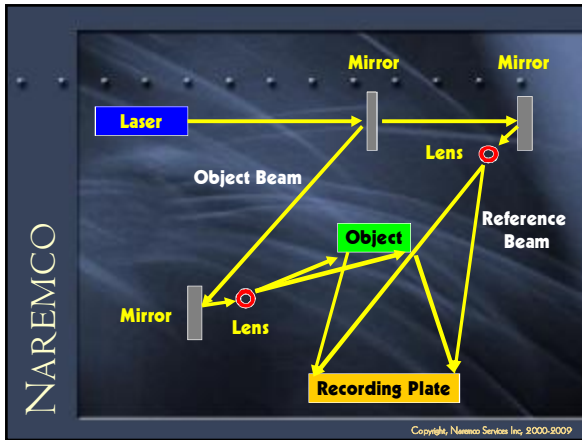 Mirror
Mirror
Laser
Lens
Object Beam
Reference
Beam
Object
Mirror
Lens
Recording Plate
NAREMCO
Copyright, Naremco Services Inc, 2000-2009